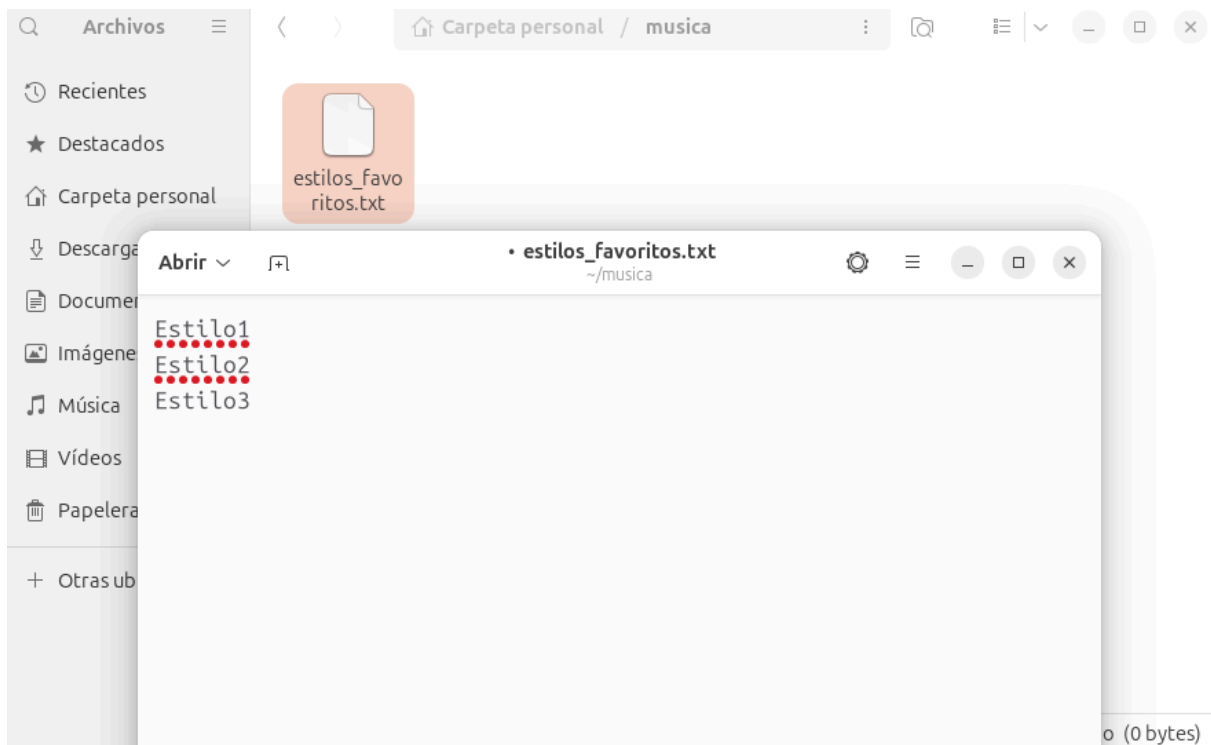 Archivos
Carpeta personal / musica
Recientes
Destacados
Carpeta personal
Descarga
Documen
Imágene
Música
Vídeos
Papelera
Otras ub
estilos_favo
ritos.txt
Abrir
• estilos_favoritos.txt
~/musica
Estilo1
Estilo2
Estilo3
o (0 bytes)